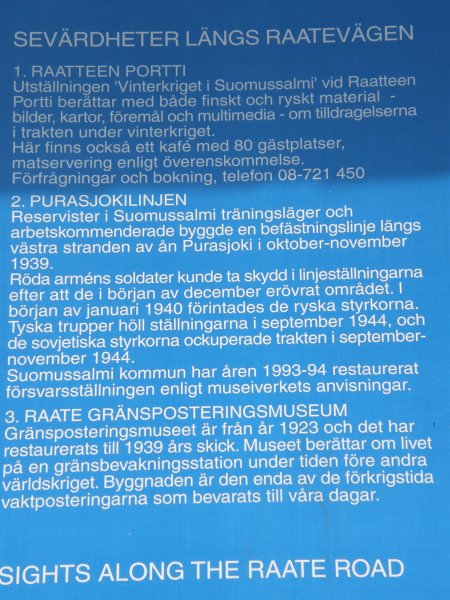 SEVÄRDHETER LÄNGS RAATEVÄGEN
1. RAATTEEN PORTTI
Utställningen 'Vinterkriget i Suomussalmi' vid Raatteen
Portti berättar med både finskt och ryskt material -
bilder, kartor, föremål och multimedia - om tilldragelserna
i trakten under vinterkriget.
Här finns också ett kafé med 80 gästplatser,
matservering enligt överenskommelse.
Förfrågningar och bokning, telefon 08-721 450
2. PURASJOKILINJEN
Reservister i Suomussalmi träningsläger och
arbetskommenderade byggde en befästningslinje längs
västra stranden av ån Purasjoki i oktober-november
1939.
Röda arméns soldater kunde ta skydd i linjeställningarna
efter att de i början av december erövrat området. I
början av januari 1940 förintades de ryska styrkorna.
Tyska trupper höll ställningarna i september 1944, och
de sovjetiska styrkorna ockuperade trakten i september-
november 1944.
Suomussalmi kommun har åren 1993-94 restaurerat
försvarsställningen enligt museiverkets anvisningar.
3. RAATE GRÄNSPOSTERINGSMUSEUM
Gränsposteringsmuseet är från år 1923 och det har
restaurerats till 1939 års skick. Museet berättar om livet
på en gränsbevakningsstation under tiden före andra
världskriget. Byggnaden är den enda av de förkrigstida
vaktposteringarna som bevarats till våra dagar.
SIGHTS ALONG THE RAATE ROAD